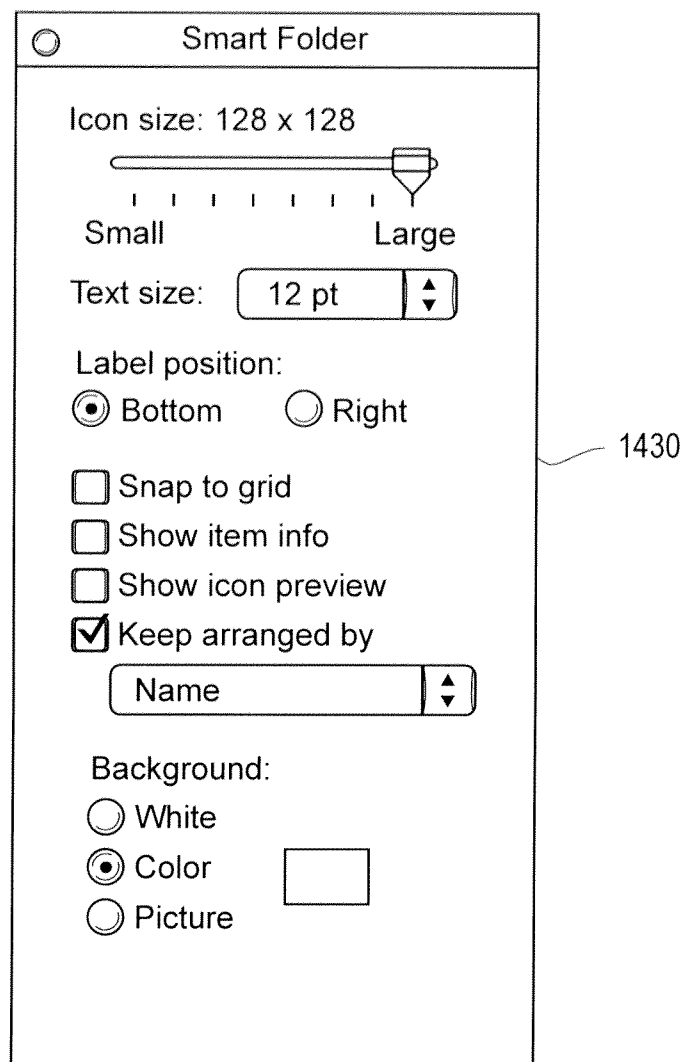 Smart Folder
Icon size: 128 x 128
Small Large
Text size: 12 pt
Label position:
Bottom Right
1430
Snap to grid
Show item info
Show icon preview
Keep arranged by
Name
Background:
White
Color
Picture